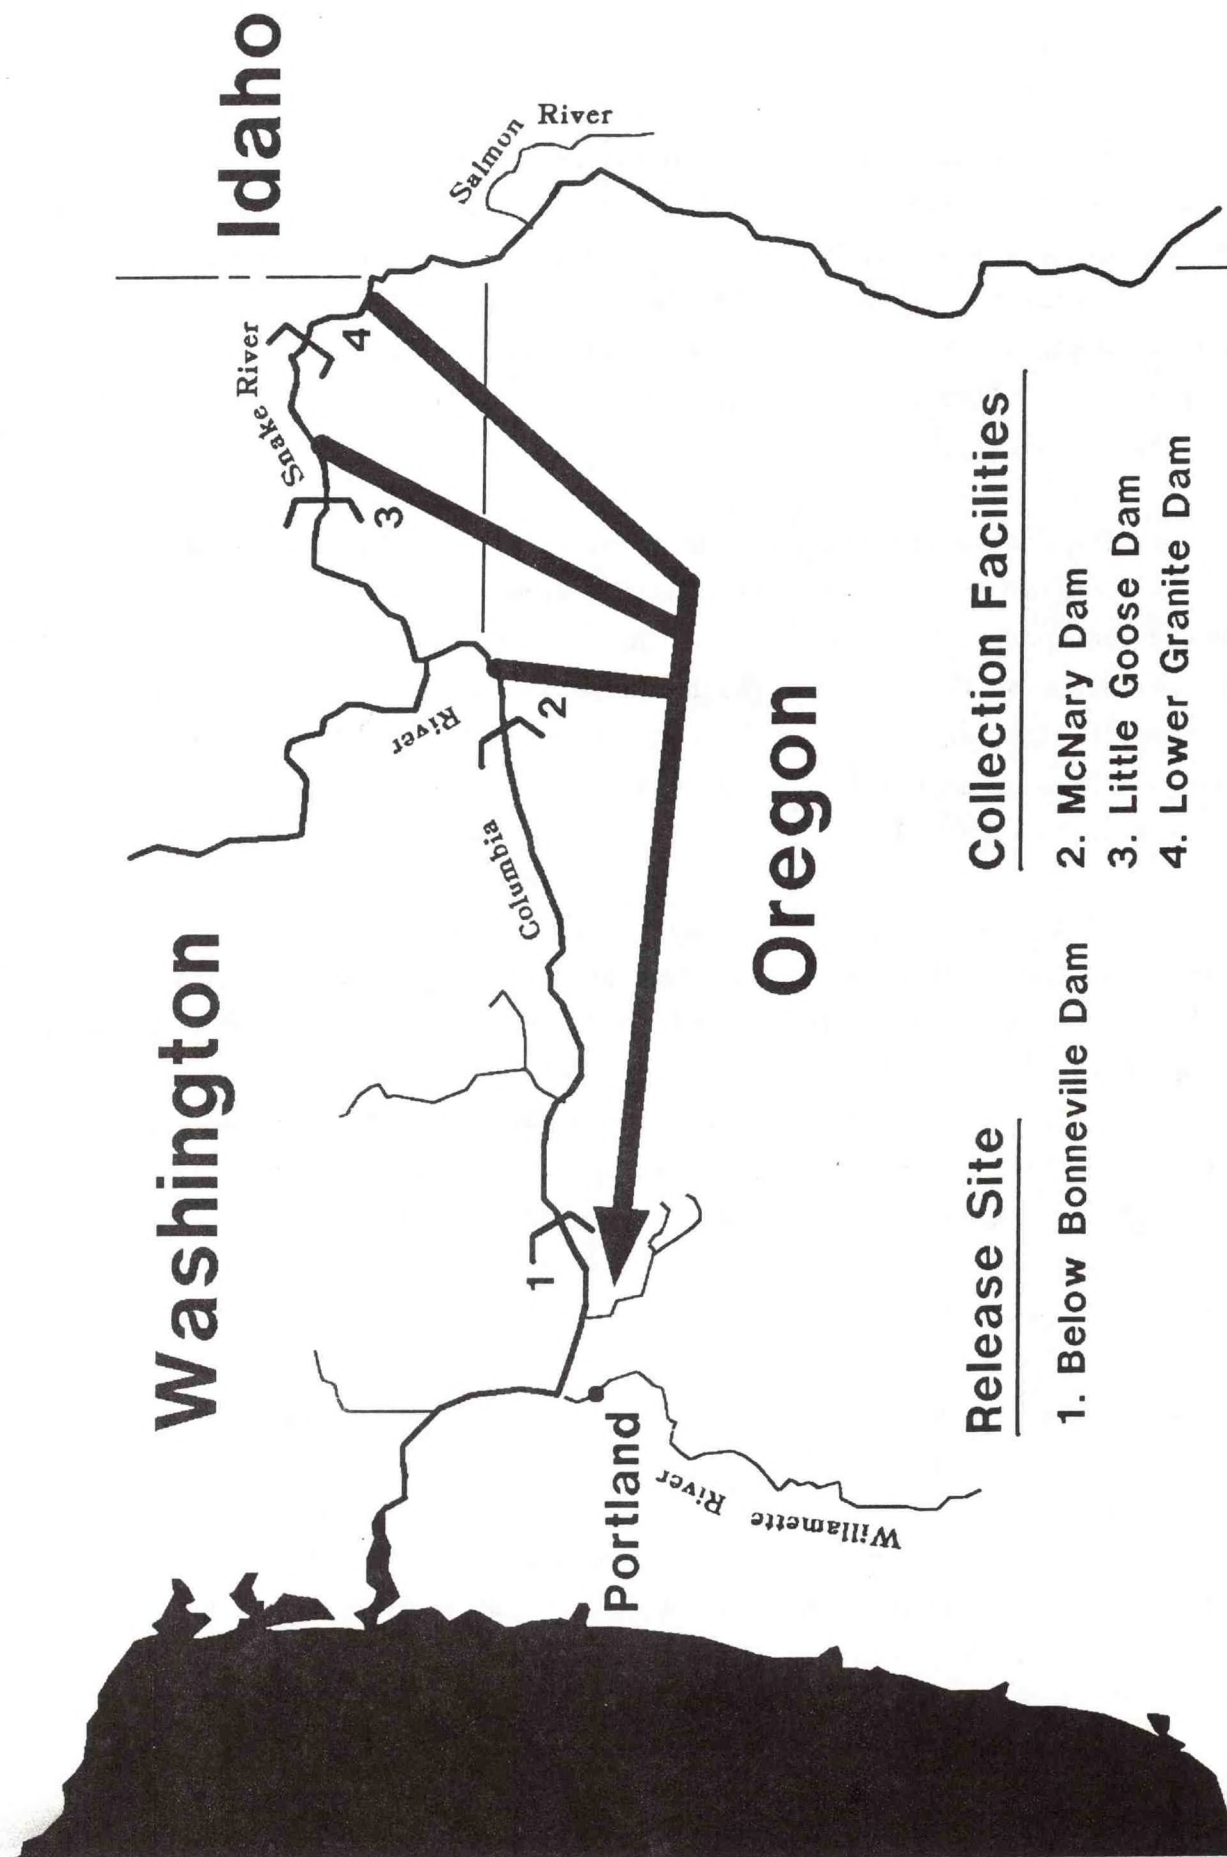 Washington
Idaho
Snake River
Salmon River
Columbia River
Oregon
Portland
Willamette River
1
2
3
4
Release Site
1. Below Bonneville Dam
Collection Facilities
2. McNary Dam
3. Little Goose Dam
4. Lower Granite Dam